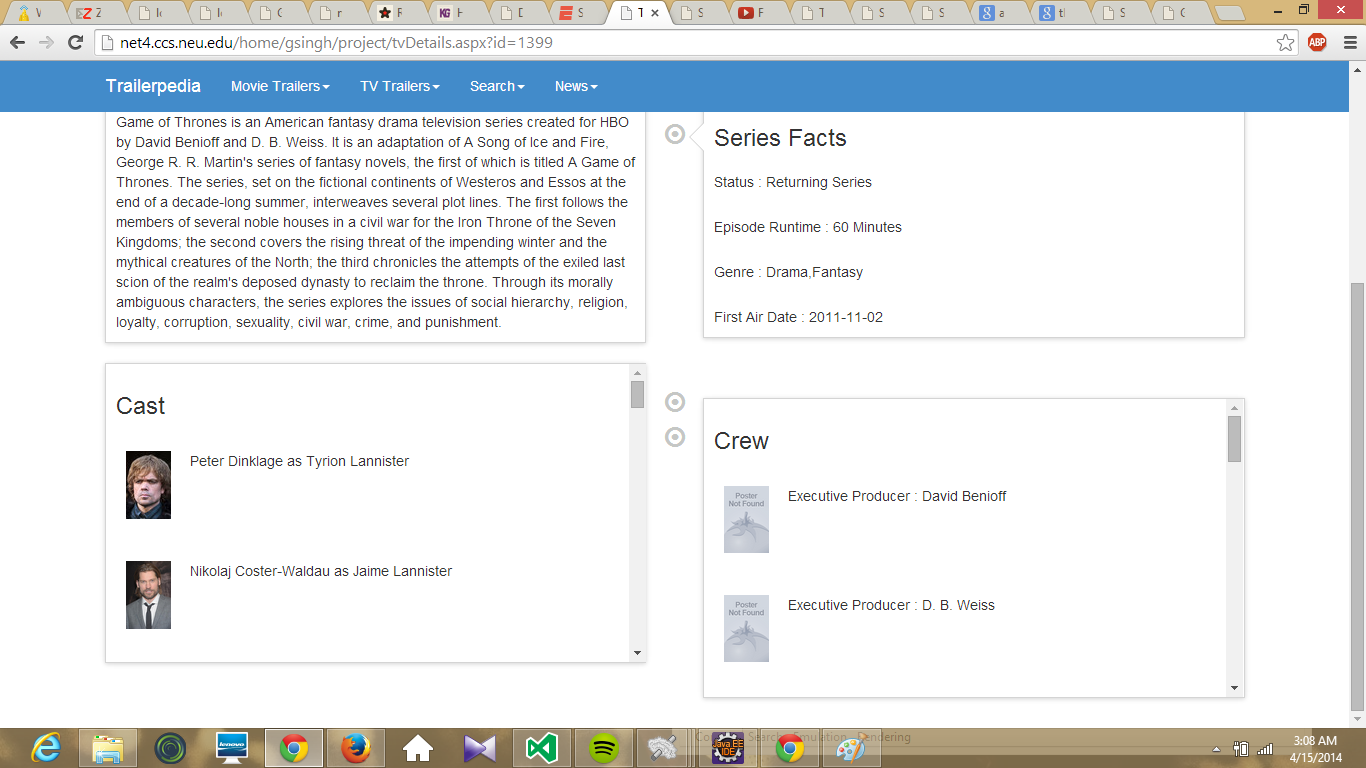 W
Z
Ic
Ic
C
r
F
KG H
D
S
T
S
F
T
S
S
a
tl
S
C
net4.ccs.neu.edu/home/gsingh/project/tvDetails.aspx?id=1399
ABP
Trailerpedia
Movie Trailers
TV Trailers
Search
News
Game of Thrones is an American fantasy drama television series created for HBO
by David Benioff and D. B. Weiss. It is an adaptation of A Song of Ice and Fire,
George R. R. Martin's series of fantasy novels, the first of which is titled A Game of
Thrones. The series, set on the fictional continents of Westeros and Essos at the
end of a decade-long summer, interweaves several plot lines. The first follows the
members of several noble houses in a civil war for the Iron Throne of the Seven
Kingdoms; the second covers the rising threat of the impending winter and the
mythical creatures of the North; the third chronicles the attempts of the exiled last
scion of the realm's deposed dynasty to reclaim the throne. Through its morally
ambiguous characters, the series explores the issues of social hierarchy, religion,
loyalty, corruption, sexuality, civil war, crime, and punishment.
Series Facts
Status : Returning Series
Episode Runtime : 60 Minutes
Genre : Drama,Fantasy
First Air Date : 2011-11-02
Cast
Peter Dinklage as Tyrion Lannister
Nikolaj Coster-Waldau as Jaime Lannister
Crew
Poster
Not Found
Executive Producer : David Benioff
Poster
Not Found
Executive Producer : D. B. Weiss
lenovo
Java EE
IDE
Search
Rendering
3:08 AM
4/15/2014